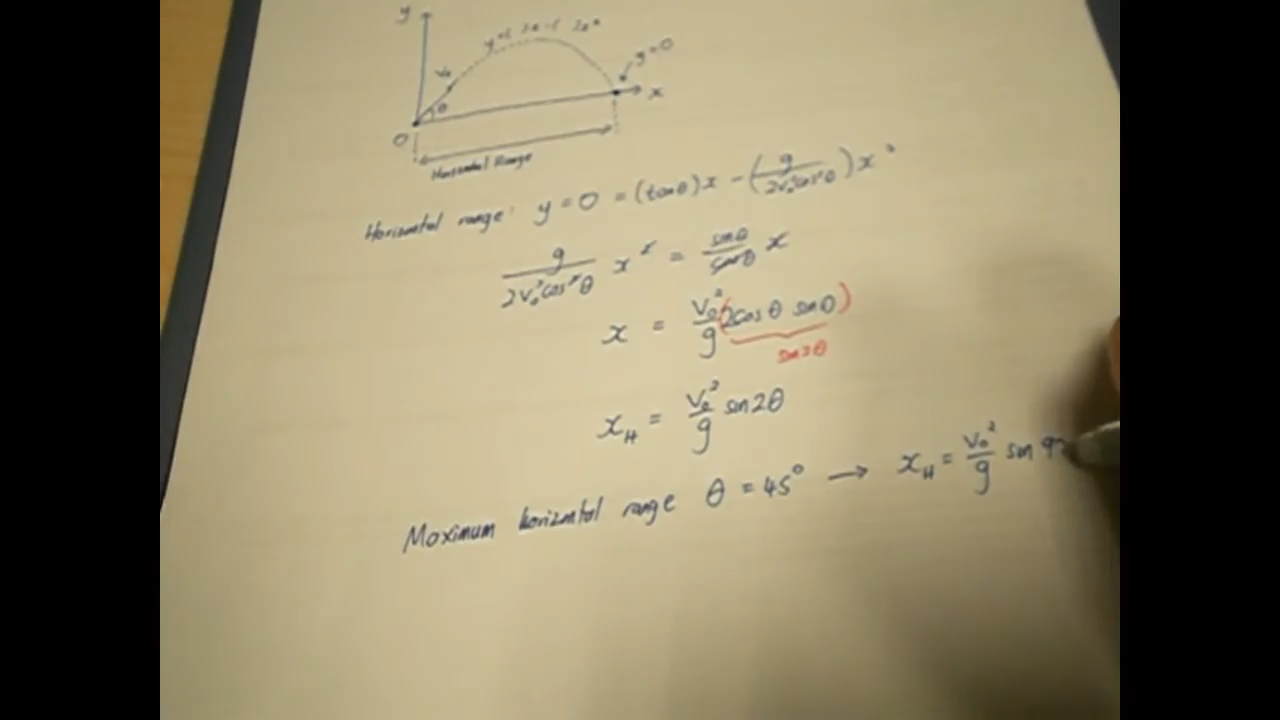 y
v₀
θ
y=0
x
O
Horizontal Range
Horizontal range: y = 0 = (tanθ)x - (g/2v₀²cos²θ)x²
g/2v₀²cos²θ x² = sinθ/cosθ x
x = v₀²/g (2cosθ sinθ)
sin2θ
x_H = v₀²/g sin2θ
Maximum horizontal range θ = 45° → x_H = v₀²/g sin